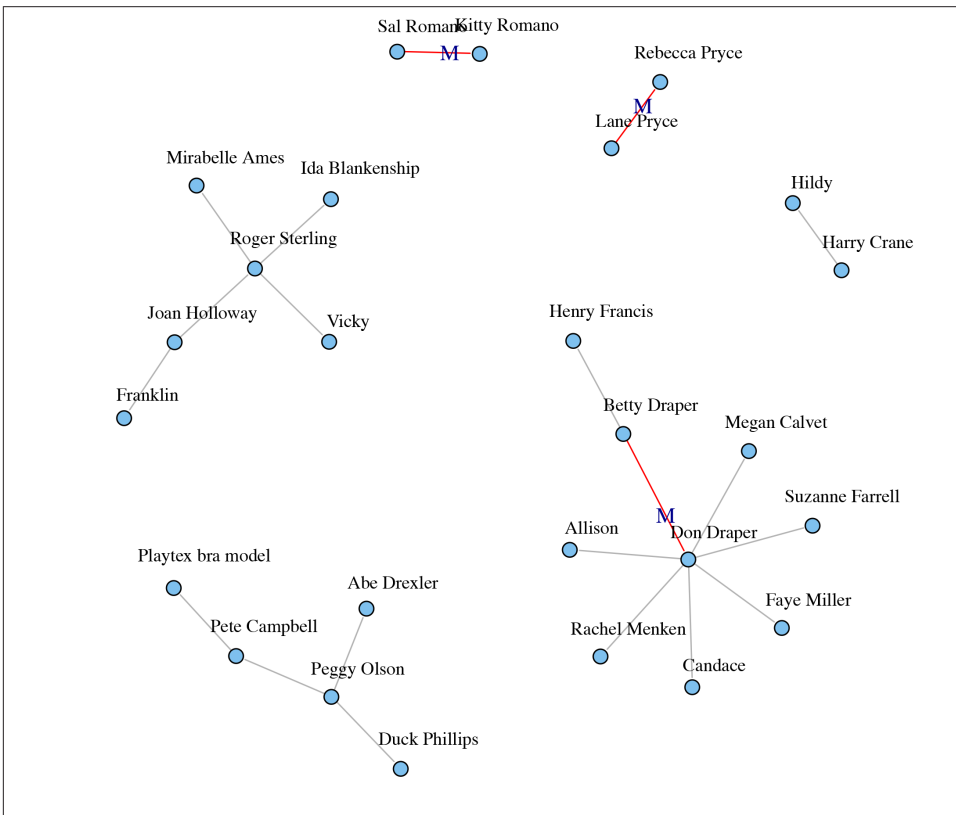 Sal Romano
Kitty Romano
M
Rebecca Pryce
M
Lane Pryce
Mirabelle Ames
Ida Blankenship
Hildy
Roger Sterling
Harry Crane
Joan Holloway
Vicky
Henry Francis
Franklin
Betty Draper
Megan Calvet
Suzanne Farrell
M
Allison
Don Draper
Playtex bra model
Abe Drexler
Faye Miller
Pete Campbell
Rachel Menken
Peggy Olson
Candace
Duck Phillips